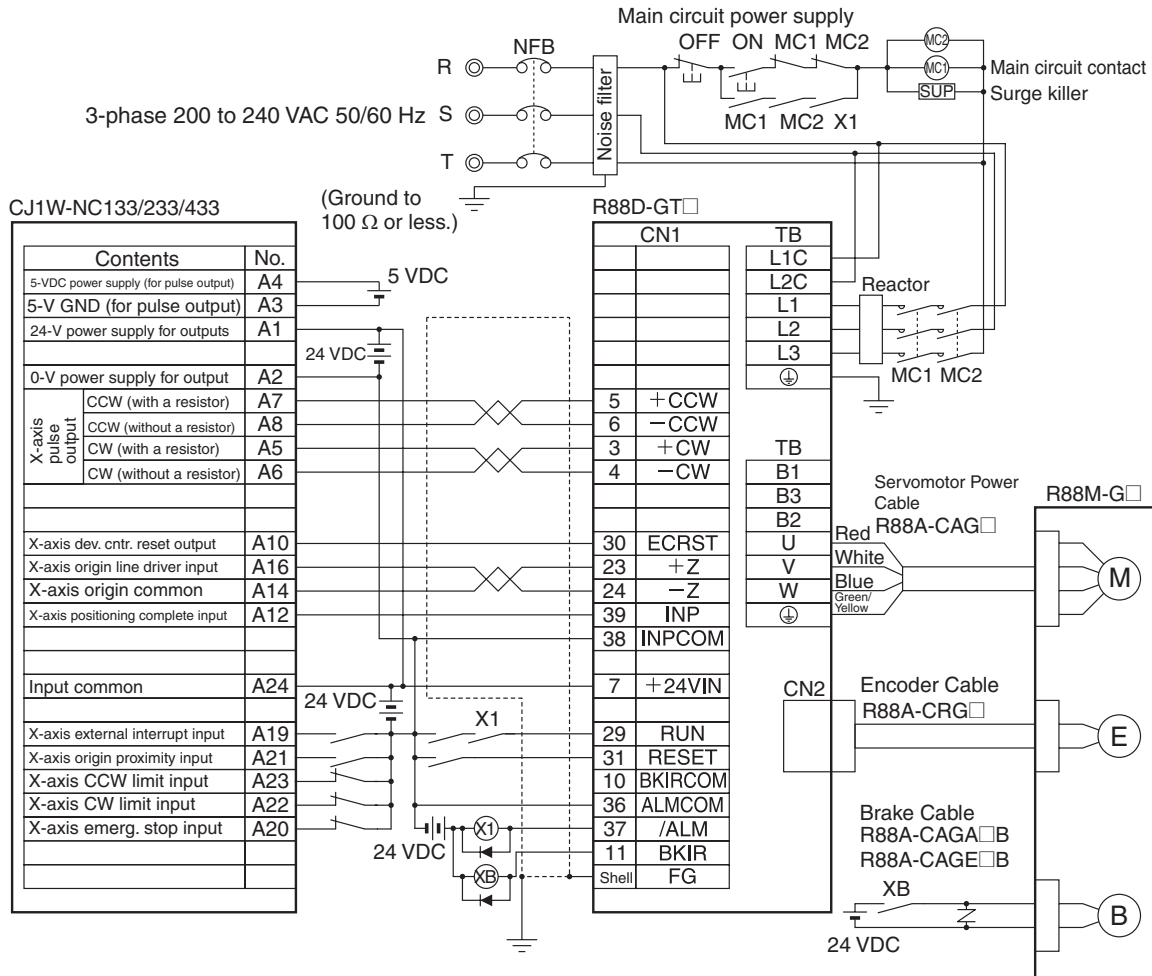 Main circuit power supply
OFF ON MC1 MC2
NFB
MC2
R
MC1
Main circuit contact
SUP
Surge killer
3-phase 200 to 240 VAC 50/60 Hz
S
Noise filter
MC1 MC2 X1
T
(Ground to
100 Ω or less.)
CJ1W-NC133/233/433
R88D-GT□
Contents No.
5-VDC power supply (for pulse output) A4
5-V GND (for pulse output) A3
24-V power supply for outputs A1
0-V power supply for output A2
X-axis pulse output
CCW (with a resistor) A7
CCW (without a resistor) A8
CW (with a resistor) A5
CW (without a resistor) A6
X-axis dev. cntr. reset output A10
X-axis origin line driver input A16
X-axis origin common A14
X-axis positioning complete input A12
Input common A24
X-axis external interrupt input A19
X-axis origin proximity input A21
X-axis CCW limit input A23
X-axis CW limit input A22
X-axis emerg. stop input A20
5 VDC
24 VDC
24 VDC
X1
X1
24 VDC
XB
CN1
5 +CCW
6 −CCW
3 +CW
4 −CW
30 ECRST
23 +Z
24 −Z
39 INP
38 INPCOM
7 +24VIN
29 RUN
31 RESET
10 BKIRCOM
36 ALMCOM
37 /ALM
11 BKIR
Shell FG
TB
L1C
L2C
L1
L2
L3
Reactor
MC1 MC2
TB
B1
B3
B2
U
V
W
Red
White
Blue
Green/
Yellow
Servomotor Power
Cable
R88A-CAG□
R88M-G□
M
CN2
Encoder Cable
R88A-CRG□
E
Brake Cable
R88A-CAGA□B
R88A-CAGE□B
XB
24 VDC
B